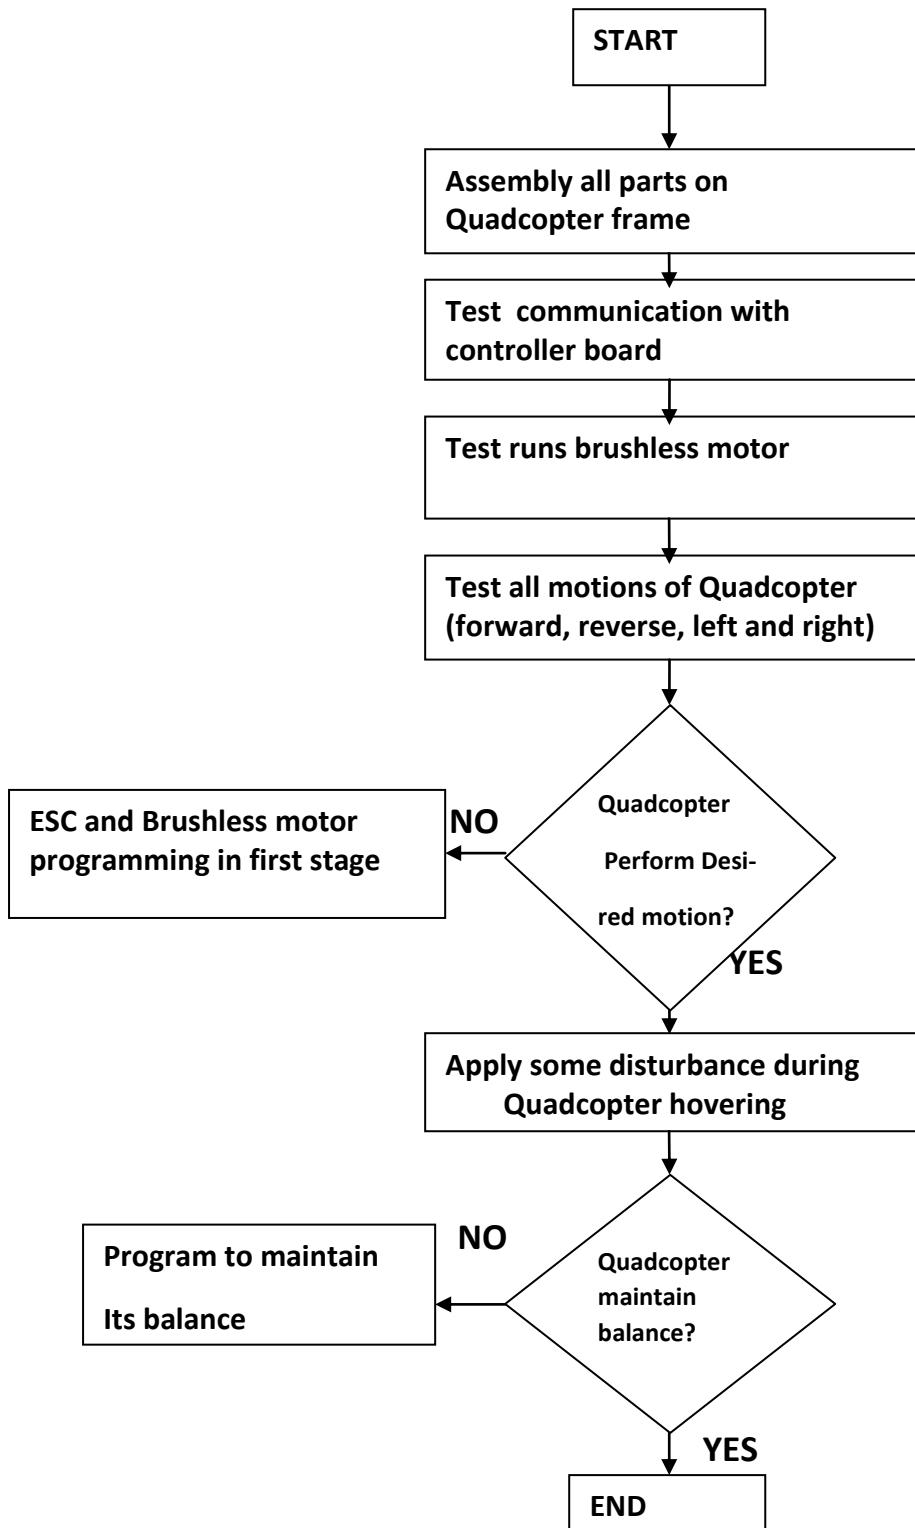 START
Assembly all parts on
Quadcopter frame
Test  communication with
controller board
Test runs brushless motor
Test all motions of Quadcopter
(forward, reverse, left and right)
Quadcopter
Perform Desi-
red motion?
NO
ESC and Brushless motor
programming in first stage
YES
Apply some disturbance during
Quadcopter hovering
Quadcopter
maintain
balance?
NO
Program to maintain
Its balance
YES
END